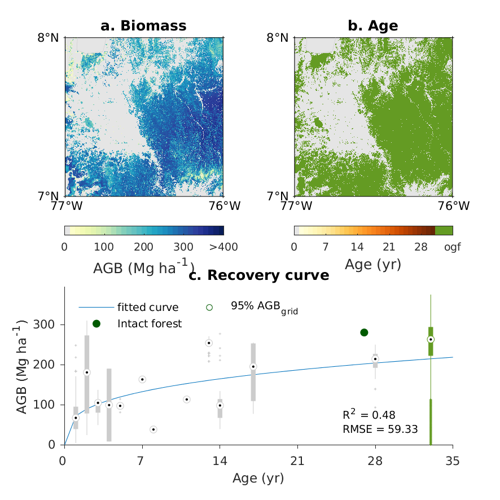 a. Biomass
b. Age
8°N
8°N
7°N
7°N
77°W
76°W
77°W
76°W
0 100 200 300 >400
0 7 14 21 28 ogf
AGB (Mg ha⁻¹)
Age (yr)
c. Recovery curve
fitted curve
95% AGB_grid
Intact forest
300
200
100
0
AGB (Mg ha⁻¹)
R² = 0.48
RMSE = 59.33
0 7 14 21 28 35
Age (yr)